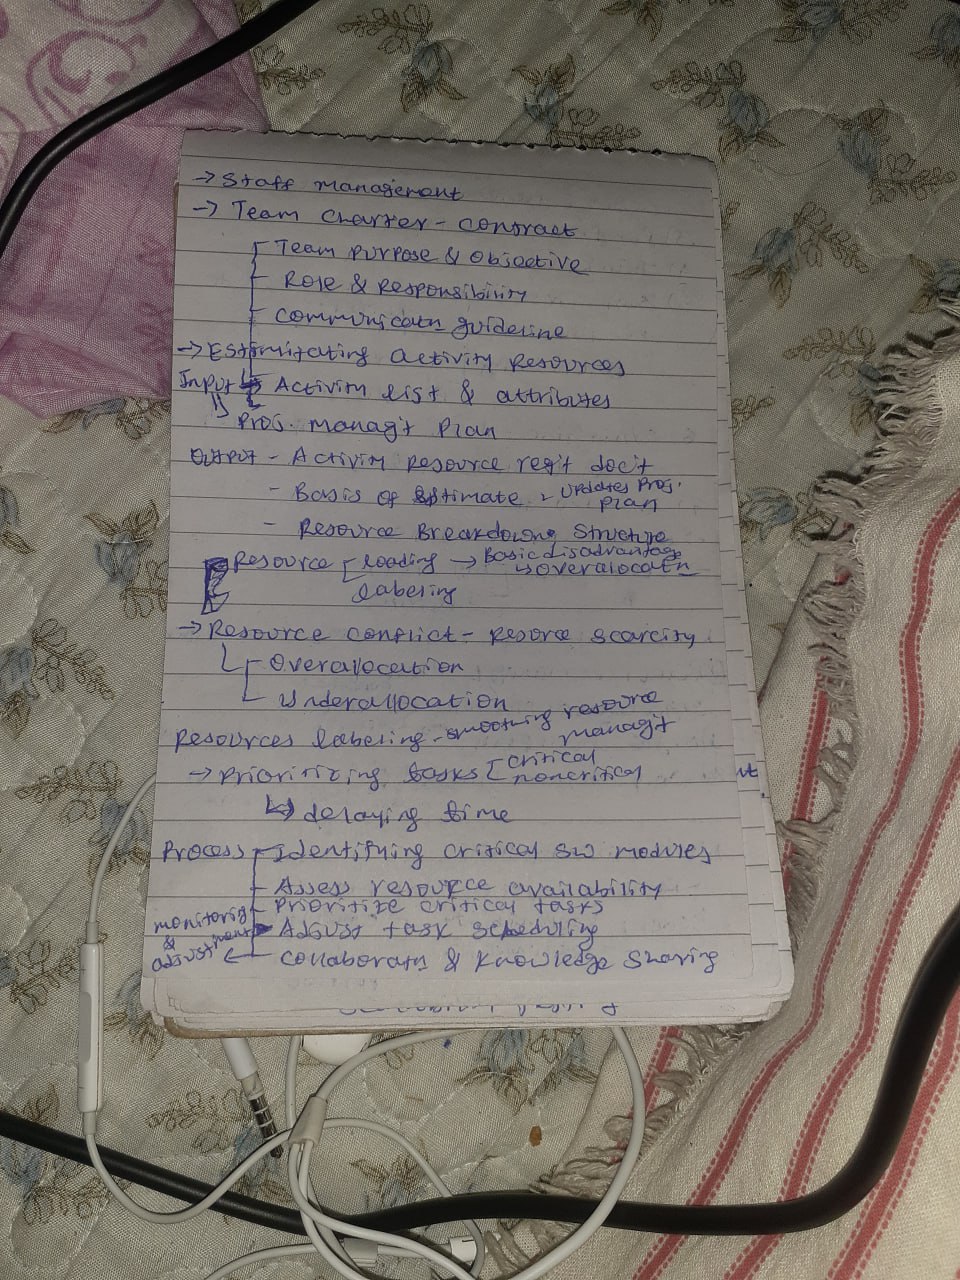 → Staff management
→ Team Charter - contract
Team purpose & Objective
Role & Responsibility
communicatn guideline
→ Estimitating activity Resources
Input Activity list & attributes
- Proj. managt Plan
output - Activity resource req't doc't
- Basis of Estimate - Updates Proj. Plan
- Resource Breakdown Structure
Resource loading → Basic disadvantage
↳ overalocatn
labeling
→ Resource conflict - Resorce scarcity
Overalocation
Underallocation
Resources labeling - smoothing resource managt
→ Prioritizing tasks critical
noncritical
↳ delaying time
Process Identifying critical SW modules
Assess resource availability
Prioritize critical tasks
monitoring & adjustment
Adjust task scheduling
Collaboratn & Knowledge Sharing